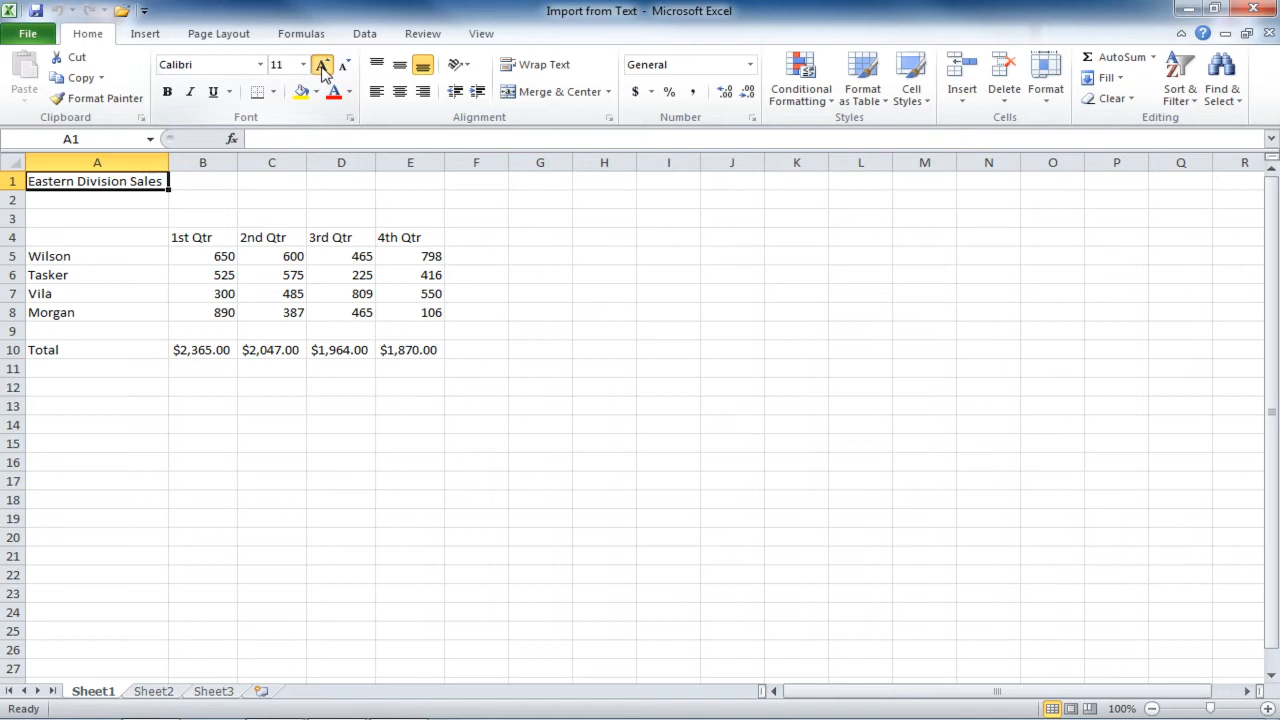 Import from Text - Microsoft Excel
File Home Insert Page Layout Formulas Data Review View
Paste
Cut
Copy
Format Painter
Clipboard
Calibri 11
B I U A
Font
Wrap Text
Merge & Center
Alignment
General
$ % ,
Number
Conditional Formatting
Format as Table
Cell Styles
Styles
Insert Delete Format
Cells
Σ AutoSum
Fill
Clear
Sort & Filter
Find & Select
Editing
A1 fx
A B C D E F G H I J K L M N O P Q R
1 Eastern Division Sales
2
3
4 1st Qtr 2nd Qtr 3rd Qtr 4th Qtr
5 Wilson 650 600 465 798
6 Tasker 525 575 225 416
7 Vila 300 485 809 550
8 Morgan 890 387 465 106
9
10 Total $2,365.00 $2,047.00 $1,964.00 $1,870.00
11
12
13
14
15
16
17
18
19
20
21
22
23
24
25
26
27
Sheet1 Sheet2 Sheet3
Ready 100%